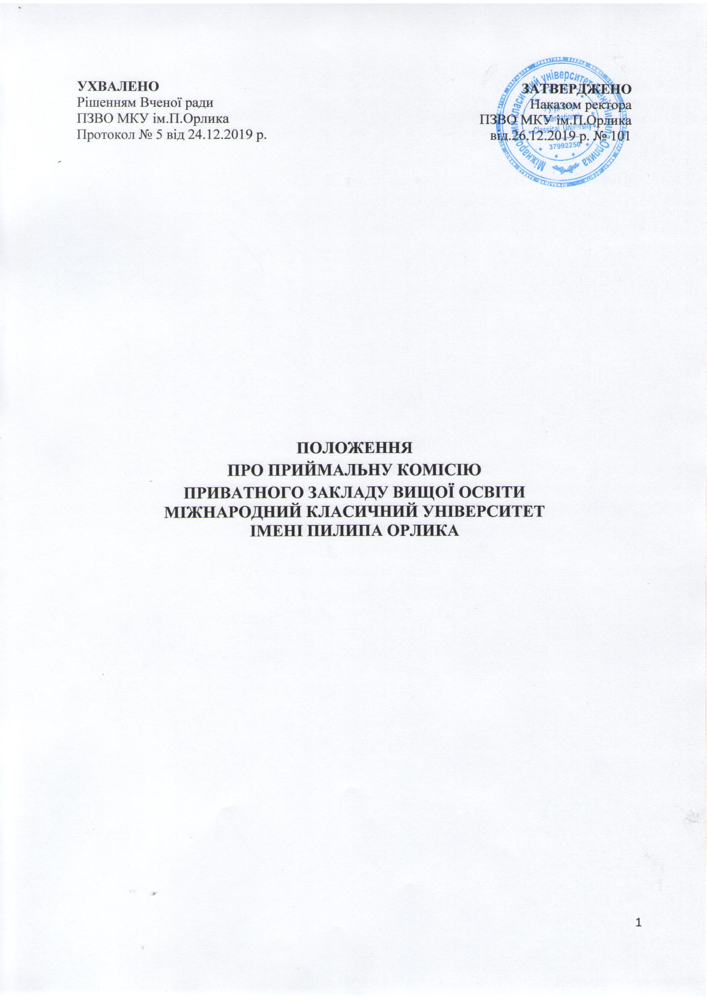 УХВАЛЕНО
Рішенням Вченої ради
ПЗВО МКУ ім.П.Орлика
Протокол № 5 від 24.12.2019 р.
ЗАТВЕРДЖЕНО
Наказом ректора
ПЗВО МКУ ім.П.Орлика
від.26.12.2019 р. № 101
Міжнародний класичний університет імені Пилипа Орлика
International
Classical University
37992250
ПОЛОЖЕННЯ
ПРО ПРИЙМАЛЬНУ КОМІСІЮ
ПРИВАТНОГО ЗАКЛАДУ ВИЩОЇ ОСВІТИ
МІЖНАРОДНИЙ КЛАСИЧНИЙ УНІВЕРСИТЕТ
ІМЕНІ ПИЛИПА ОРЛИКА
1